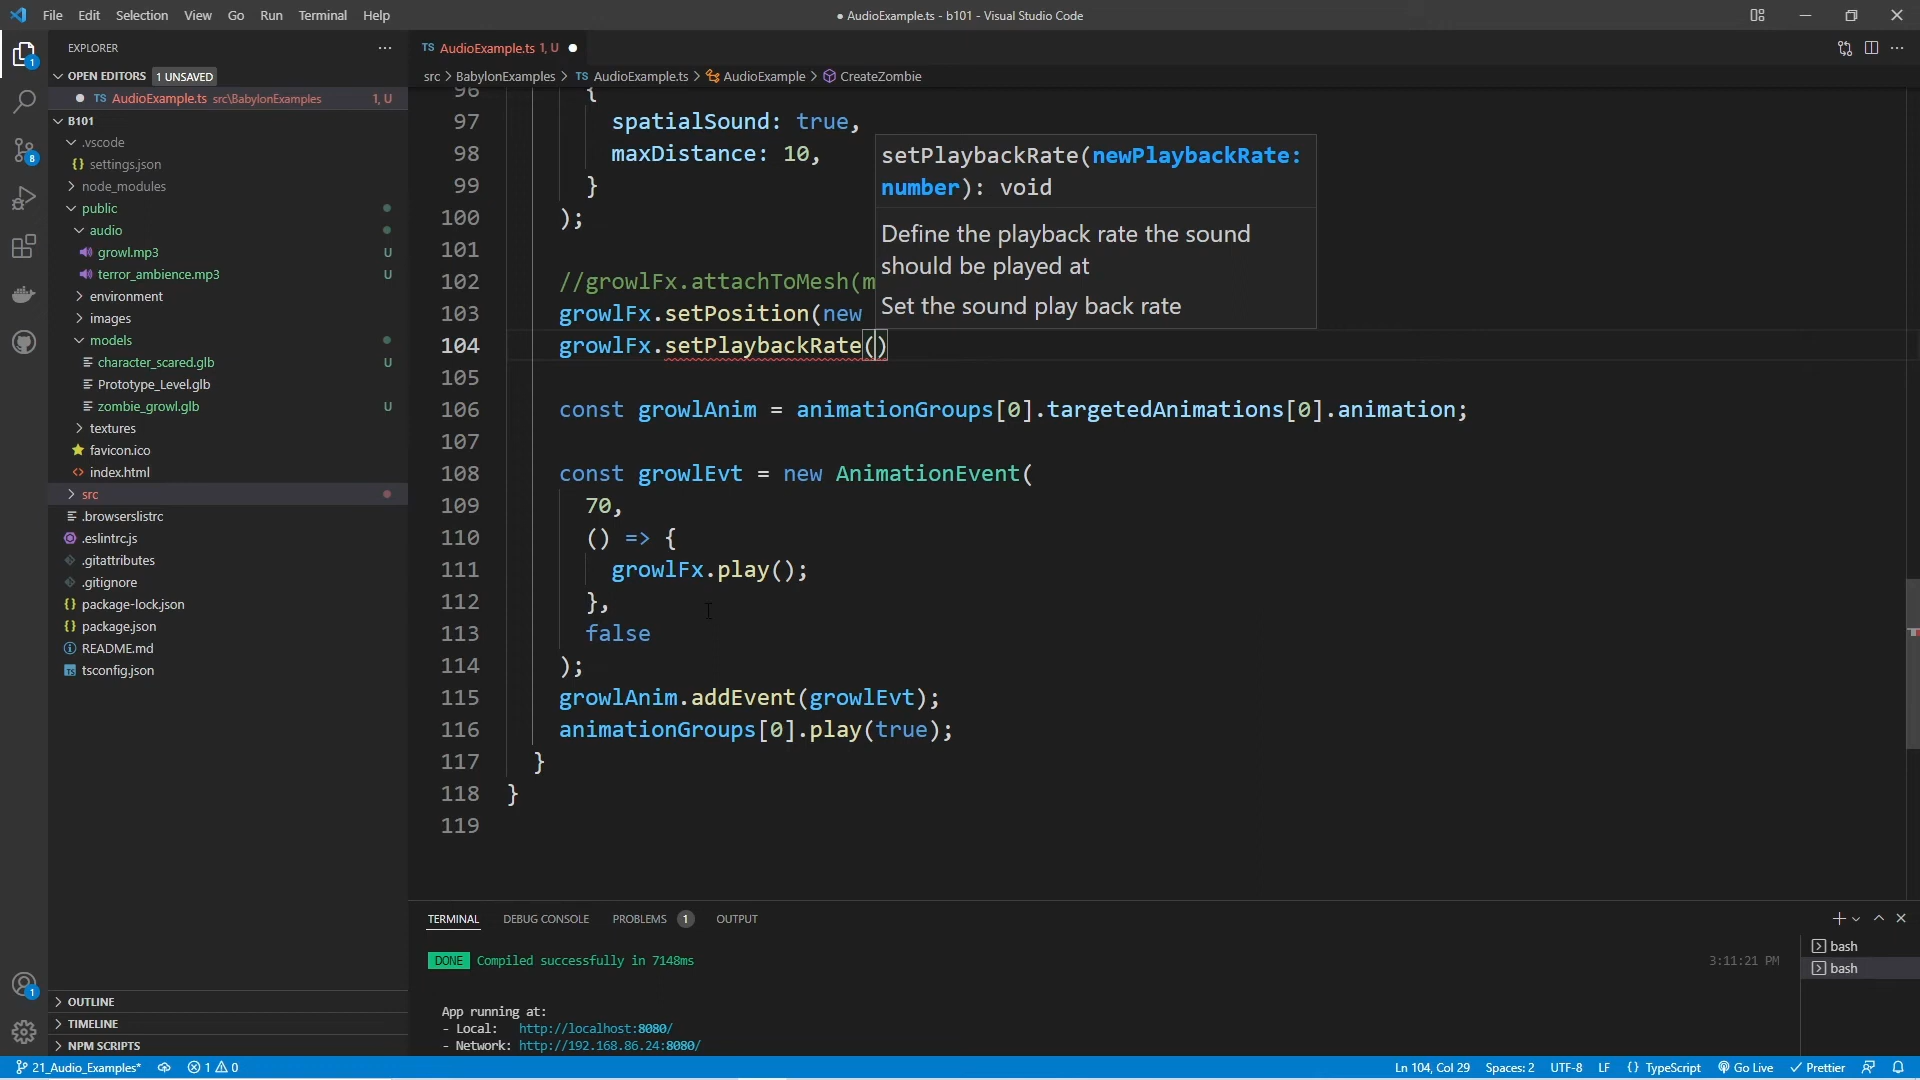 File Edit Selection View Go Run Terminal Help
● AudioExample.ts - b101 - Visual Studio Code
EXPLORER
OPEN EDITORS 1 UNSAVED
TS AudioExample.ts src\BabylonExamples 1, U
B101
.vscode
settings.json
node_modules
public
audio
growl.mp3 U
terror_ambience.mp3 U
environment
images
models
character_scared.glb U
Prototype_Level.glb
zombie_growl.glb U
textures
favicon.ico
index.html
src
.browserslistrc
.eslintrc.js
.gitattributes
.gitignore
package-lock.json
package.json
README.md
tsconfig.json
OUTLINE
TIMELINE
NPM SCRIPTS
TS AudioExample.ts 1, U
src > BabylonExamples > TS AudioExample.ts > AudioExample > CreateZombie
96 {
97 spatialSound: true,
98 maxDistance: 10,
99 }
100 );
101
102 //growlFx.attachToMesh(m
103 growlFx.setPosition(new
104 growlFx.setPlaybackRate()
105
106 const growlAnim = animationGroups[0].targetedAnimations[0].animation;
107
108 const growlEvt = new AnimationEvent(
109 70,
110 () => {
111 growlFx.play();
112 },
113 false
114 );
115 growlAnim.addEvent(growlEvt);
116 animationGroups[0].play(true);
117 }
118 }
119
setPlaybackRate(newPlaybackRate:
number): void
Define the playback rate the sound
should be played at
Set the sound play back rate
TERMINAL DEBUG CONSOLE PROBLEMS 1 OUTPUT
DONE Compiled successfully in 7148ms 3:11:21 PM
App running at:
- Local: http://localhost:8080/
- Network: http://192.168.86.24:8080/
bash
bash
1
8
1
21_Audio_Examples* 1 0 Ln 104, Col 29 Spaces: 2 UTF-8 LF {} TypeScript Go Live Prettier